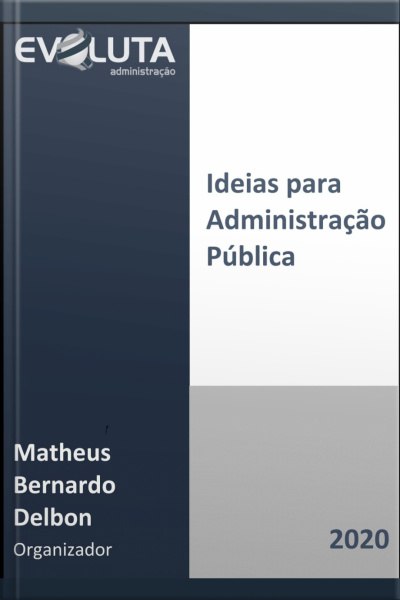 EVOLUTA
administração
Ideias para
Administração
Pública
Matheus
Bernardo
Delbon
Organizador
2020